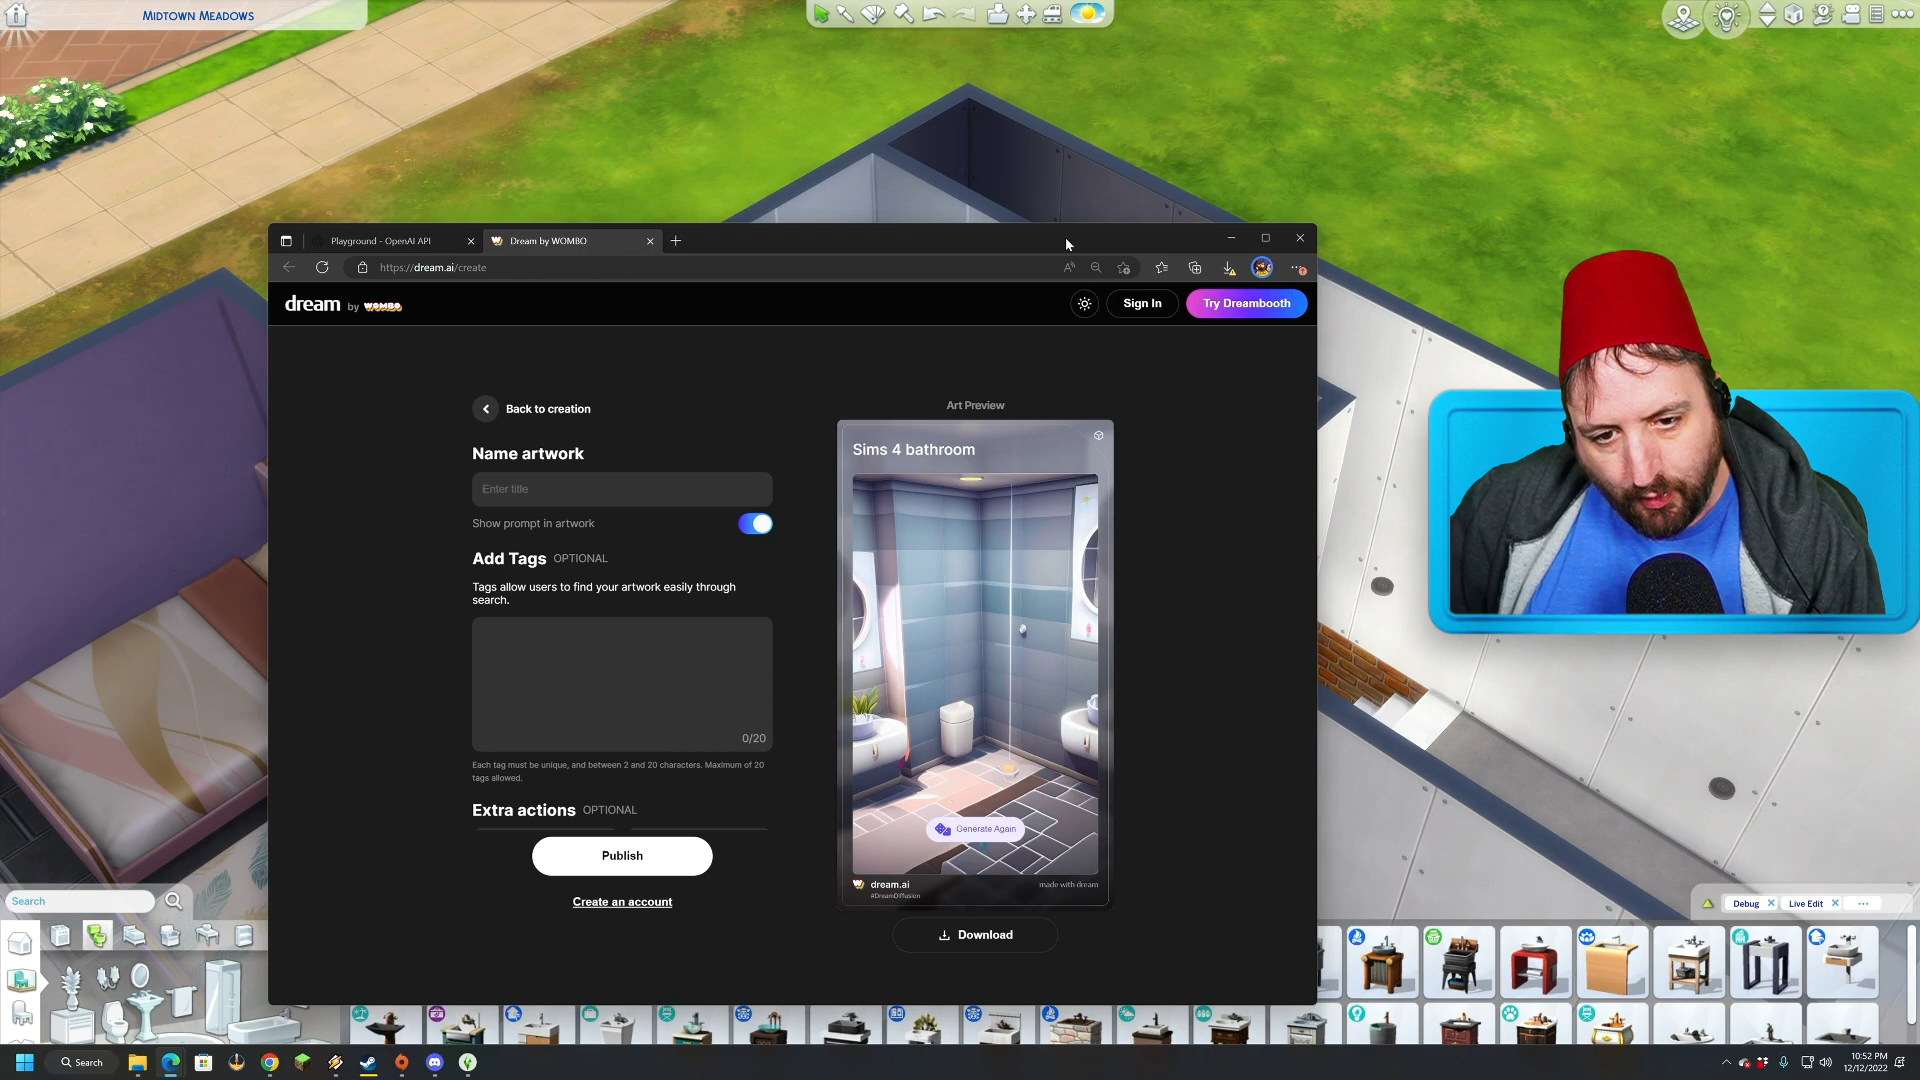 MIDTOWN MEADOWS
Playground - OpenAI API
Dream by WOMBO
https://dream.ai/create
dream by WOMBO
Sign In
Try Dreambooth
Back to creation
Art Preview
Name artwork
Enter title
Show prompt in artwork
Add Tags OPTIONAL
Tags allow users to find your artwork easily through
search.
0/20
Each tag must be unique, and between 2 and 20 characters. Maximum of 20
tags allowed.
Extra actions OPTIONAL
Publish
Create an account
Sims 4 bathroom
Generate Again
dream.ai
#DreamDiffusion
made with dream
Download
Search
Debug
Live Edit
Search
10:52 PM
12/12/2022